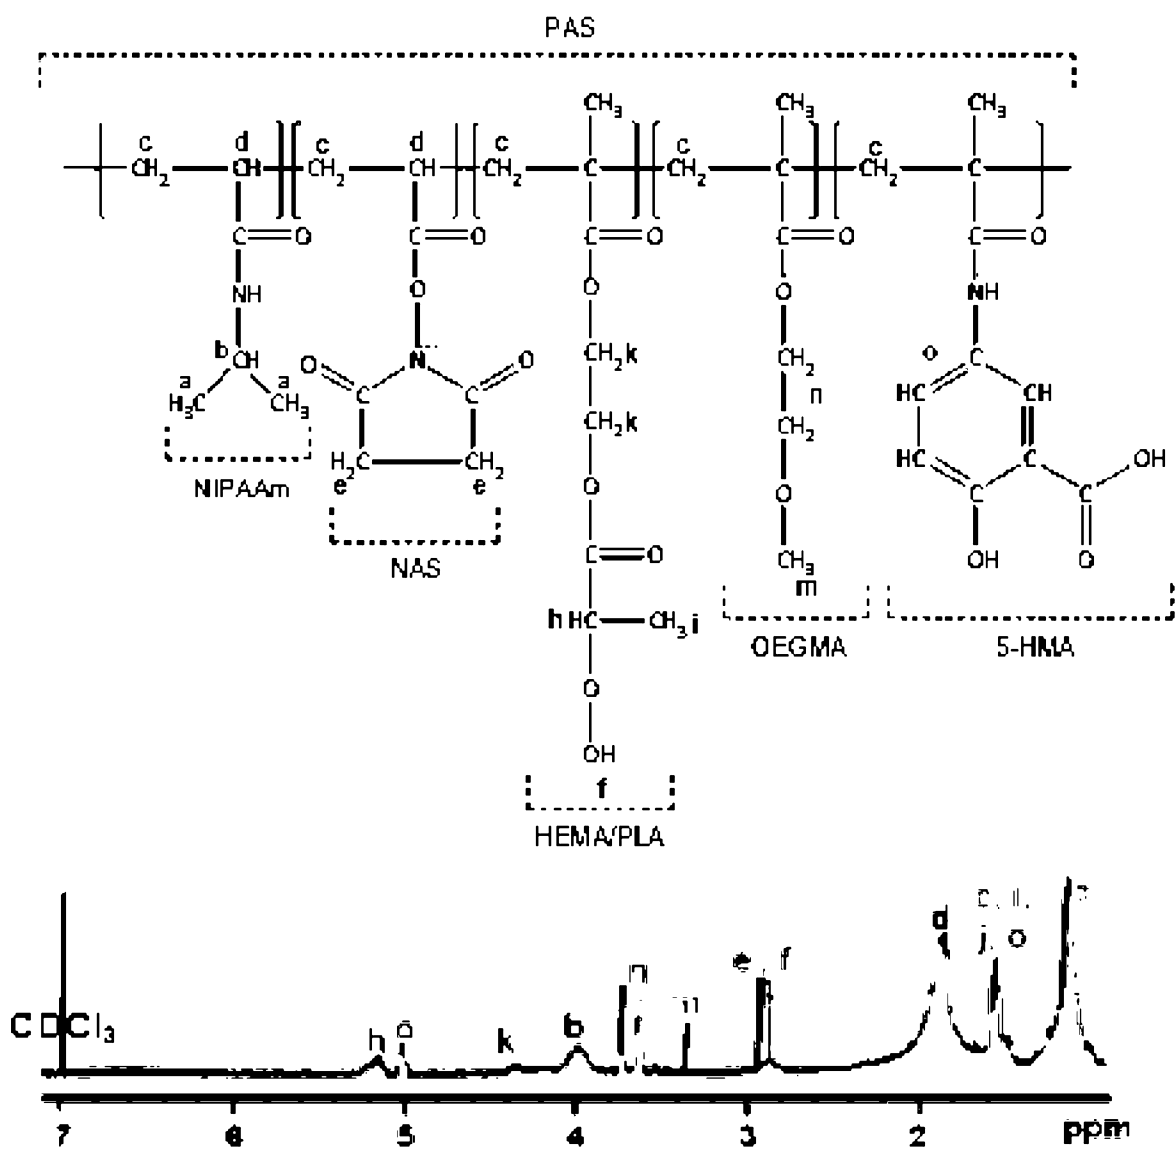 PAS
CH3 CH3 CH3
c d c d c c c
CH2 CH CH2 CH CH2 C CH2 C CH2 C
C O C O C O C O C O
NH O O O NH
b CH O N O CH2 k CH2 o C
a a C C HC CH
H3C CH3 CH2 k n CH2
NIPAAm H2C CH2 HC C OH
e e O O C C
NAS C O CH3 OH O
m
h HC CH3 i OEGMA 5-HMA
O
OH
f
HEMA/PLA
d j o
e f
n
CDCl3 h k b
7 6 5 4 3 2 ppm